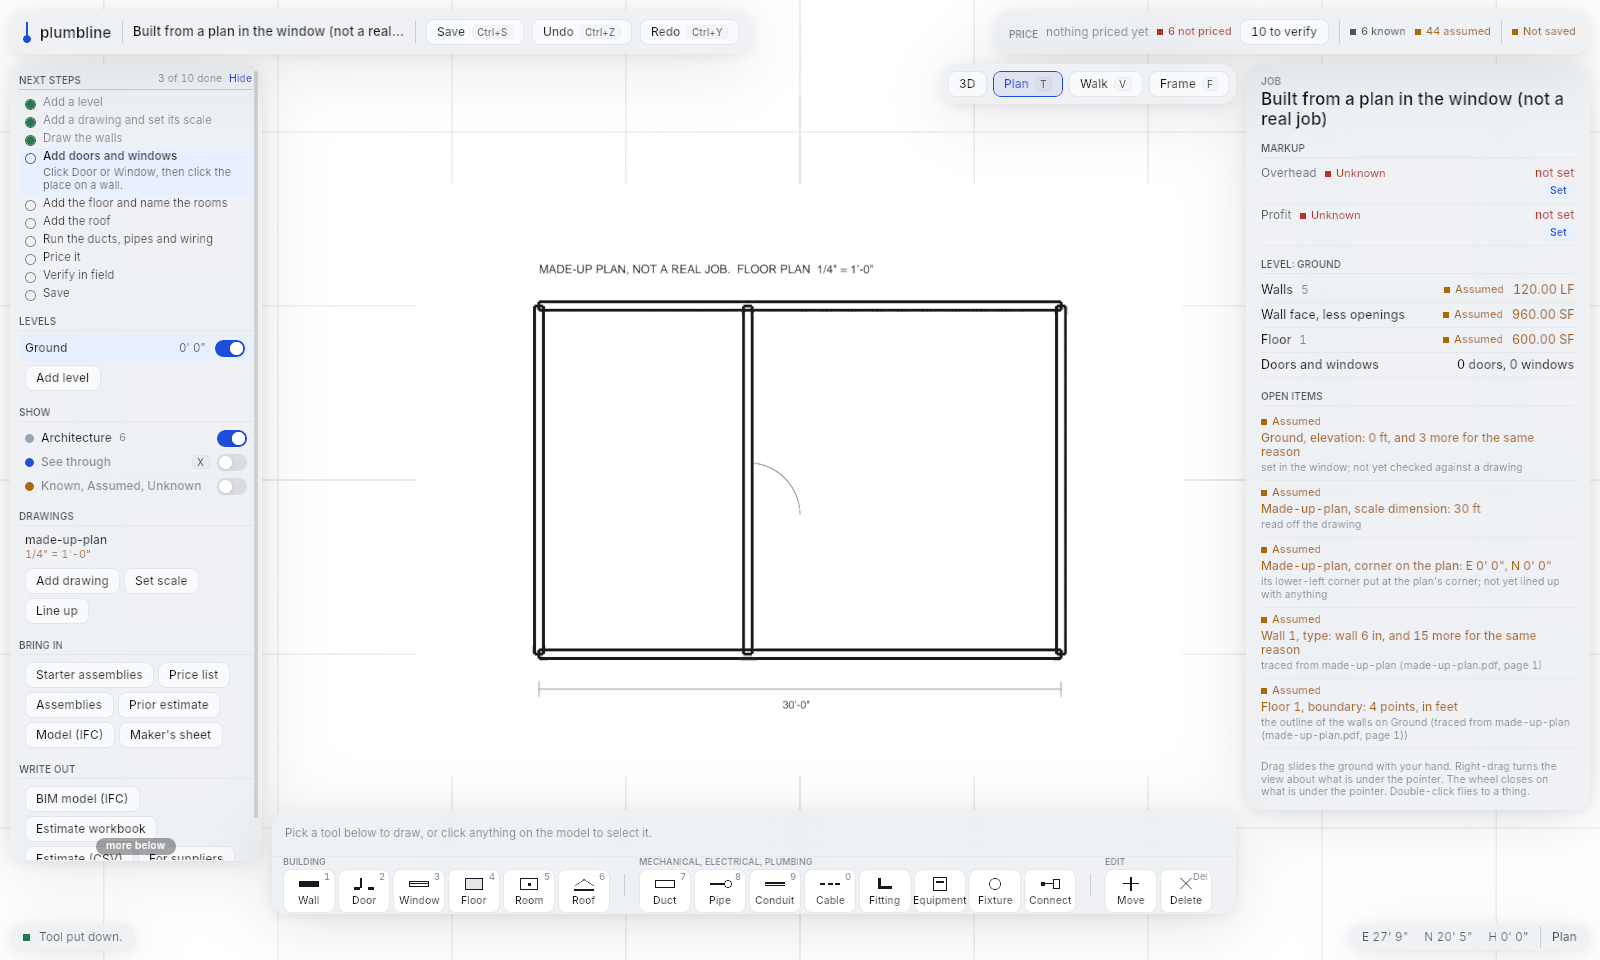 plumbline
Built from a plan in the window (not a real...
Save Ctrl+S
Undo Ctrl+Z
Redo Ctrl+Y
PRICE nothing priced yet 6 not priced 10 to verify 6 known 44 assumed Not saved
3D
Plan T
Walk V
Frame F
NEXT STEPS 3 of 10 done Hide
Add a level
Add a drawing and set its scale
Draw the walls
Add doors and windows
Click Door or Window, then click the
place on a wall.
Add the floor and name the rooms
Add the roof
Run the ducts, pipes and wiring
Price it
Verify in field
Save
LEVELS
Ground 0' 0"
Add level
SHOW
Architecture 6
See through X
Known, Assumed, Unknown
DRAWINGS
made-up-plan
1/4" = 1'-0"
Add drawing Set scale
Line up
BRING IN
Starter assemblies Price list
Assemblies Prior estimate
Model (IFC) Maker's sheet
WRITE OUT
BIM model (IFC)
Estimate workbook
more below
Estimate (CSV) For suppliers
Tool put down.
MADE-UP PLAN, NOT A REAL JOB. FLOOR PLAN 1/4" = 1'-0"
30'-0"
Pick a tool below to draw, or click anything on the model to select it.
BUILDING
Wall 1
Door 2
Window 3
Floor 4
Room 5
Roof 6
MECHANICAL, ELECTRICAL, PLUMBING
Duct 7
Pipe 8
Conduit 9
Cable 0
Fitting
Equipment
Fixture
Connect
EDIT
Move
Delete Del
JOB
Built from a plan in the window (not a
real job)
MARKUP
Overhead Unknown not set
Set
Profit Unknown not set
Set
LEVEL: GROUND
Walls 5 Assumed 120.00 LF
Wall face, less openings Assumed 960.00 SF
Floor 1 Assumed 600.00 SF
Doors and windows 0 doors, 0 windows
OPEN ITEMS
Assumed
Ground, elevation: 0 ft, and 3 more for the same
reason
set in the window; not yet checked against a drawing
Assumed
Made-up-plan, scale dimension: 30 ft
read off the drawing
Assumed
Made-up-plan, corner on the plan: E 0' 0", N 0' 0"
its lower-left corner put at the plan's corner; not yet lined up
with anything
Assumed
Wall 1, type: wall 6 in, and 15 more for the same
reason
traced from made-up-plan (made-up-plan.pdf, page 1)
Assumed
Floor 1, boundary: 4 points, in feet
the outline of the walls on Ground (traced from made-up-plan
(made-up-plan.pdf, page 1))
Drag slides the ground with your hand. Right-drag turns the
view about what is under the pointer. The wheel closes on
what is under the pointer. Double-click flies to a thing.
E 27' 9" N 20' 5" H 0' 0" Plan